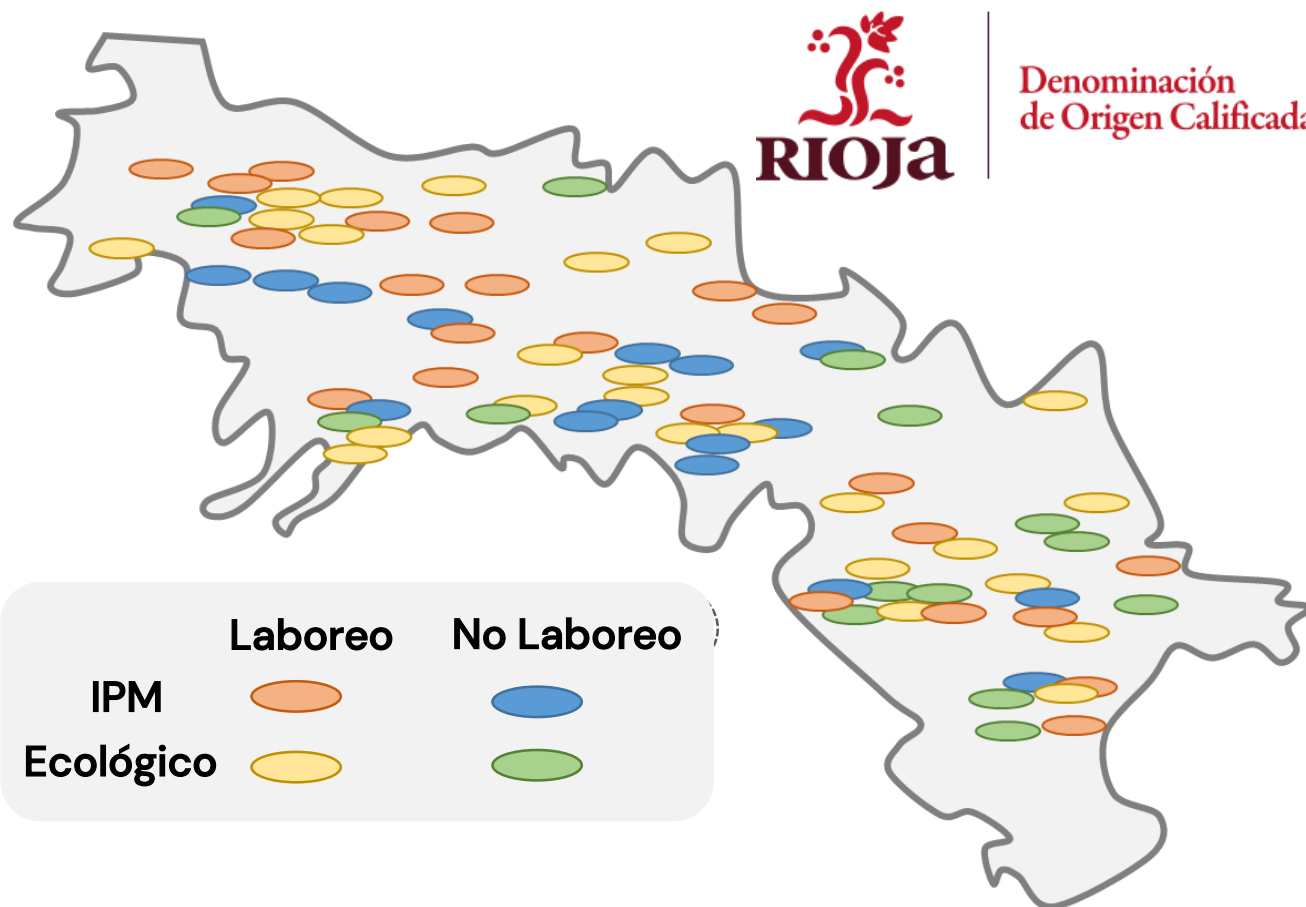 RIOJa
Denominación
de Origen Calificada
Laboreo No Laboreo
IPM
Ecológico